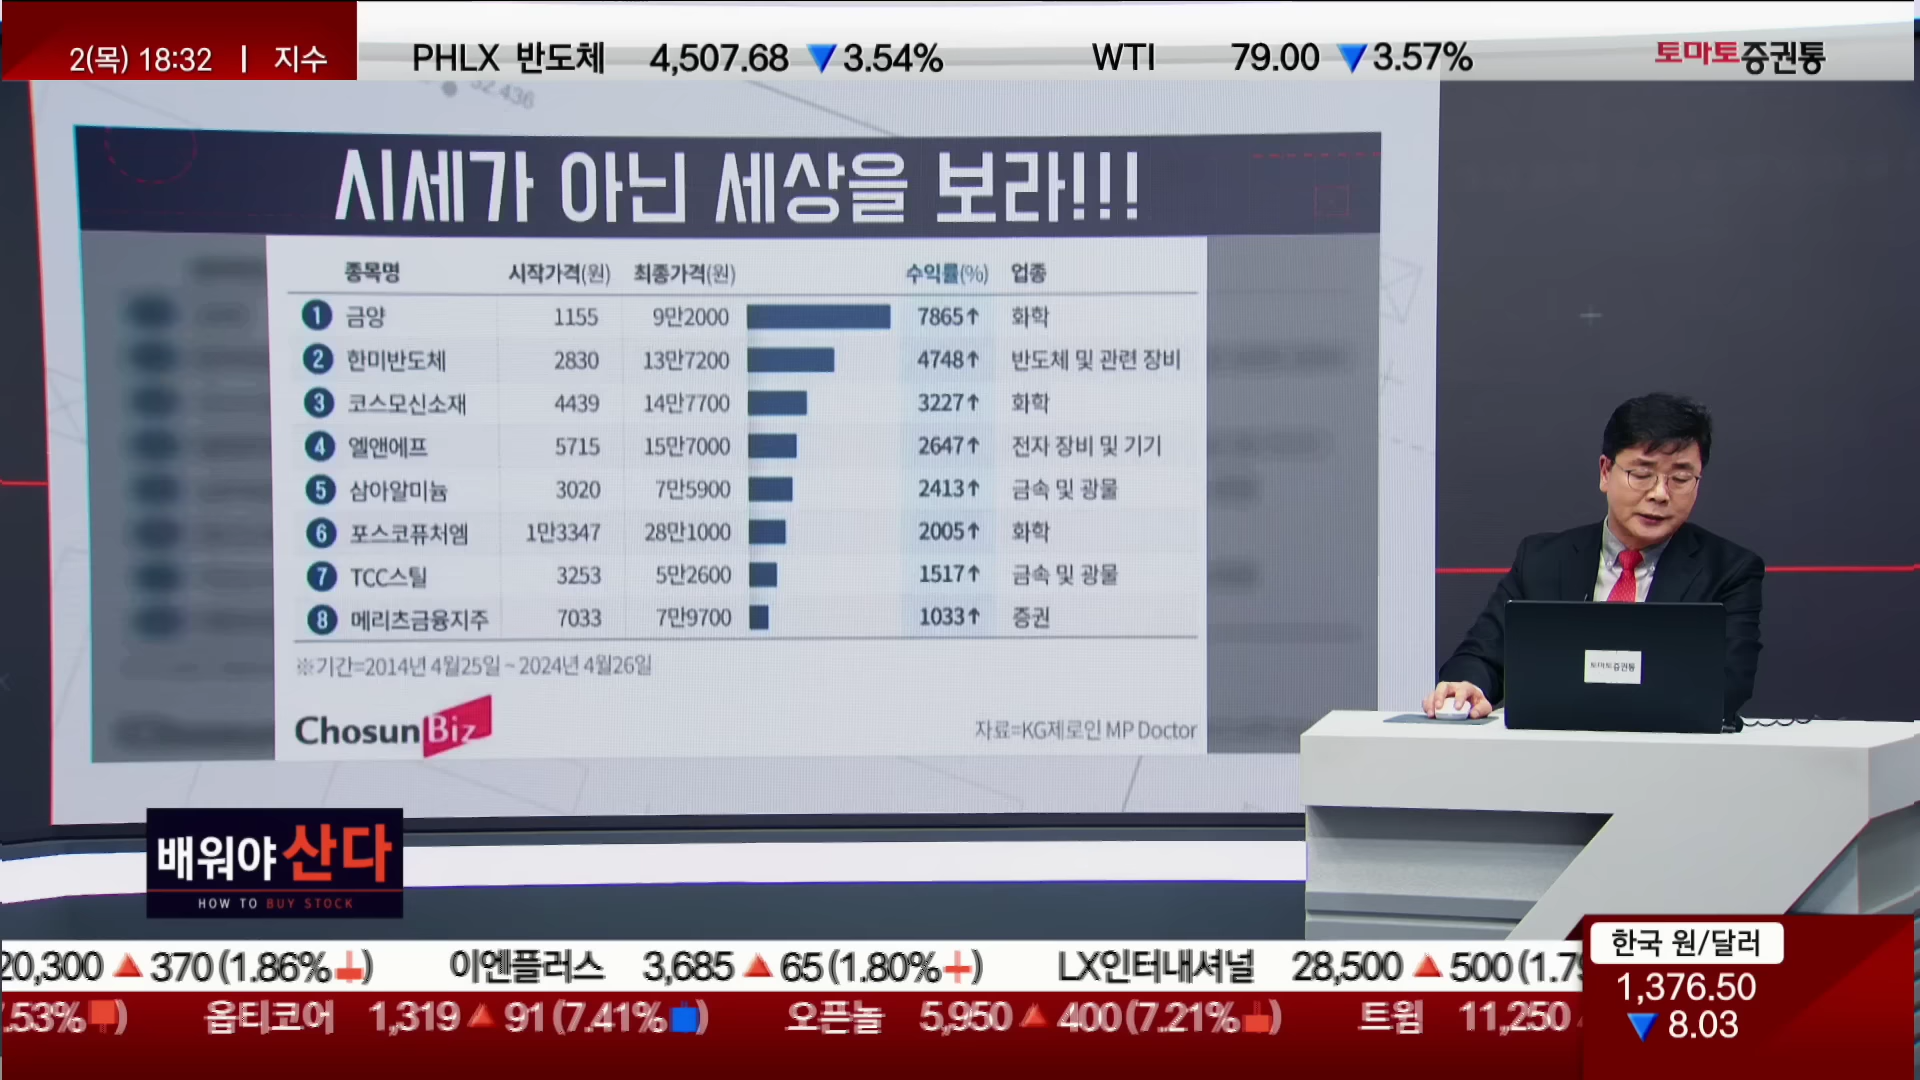 2(목) 18:32 | 지수
PHLX 반도체 4,507.68 ▼3.54%
WTI 79.00 ▼3.57%
토마토증권통
32.436
시세가 아닌 세상을 보라!!!
종목명 시작가격(원) 최종가격(원) 수익률(%) 업종
1 금양 1155 9만2000 7865↑ 화학
2 한미반도체 2830 13만7200 4748↑ 반도체 및 관련 장비
3 코스모신소재 4439 14만7700 3227↑ 화학
4 엘앤에프 5715 15만7000 2647↑ 전자 장비 및 기기
5 삼아알미늄 3020 7만5900 2413↑ 금속 및 광물
6 포스코퓨처엠 1만3347 28만1000 2005↑ 화학
7 TCC스틸 3253 5만2600 1517↑ 금속 및 광물
8 메리츠금융지주 7033 7만9700 1033↑ 증권
※기간=2014년 4월25일 ~ 2024년 4월26일
ChosunBiz
자료=KG제로인 MP Doctor
토마토증권통
배워야 산다
HOW TO BUY STOCK
20,300 ▲370(1.86%) 이엔플러스 3,685 ▲65(1.80%) LX인터내셔널 28,500 ▲500(1.79
.53%) 옵티코어 1,319▲91(7.41%) 오픈놀 5,950▲400(7.21%) 트윔 11,250
한국 원/달러
1,376.50
▼ 8.03